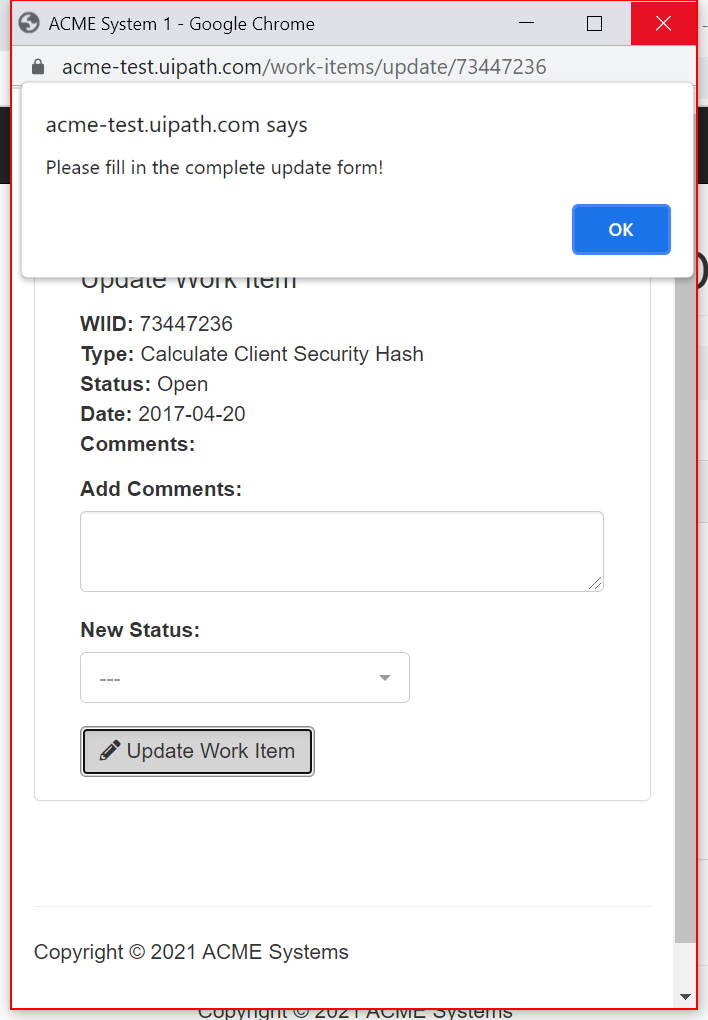 ACME System 1 - Google Chrome
acme-test.uipath.com/work-items/update/73447236
acme-test.uipath.com says
Please fill in the complete update form!
OK
Update Work Item
WIID: 73447236
Type: Calculate Client Security Hash
Status: Open
Date: 2017-04-20
Comments:
Add Comments:
New Status:
---
Update Work Item
Copyright © 2021 ACME Systems
Copyright © 2021 ACME Systems